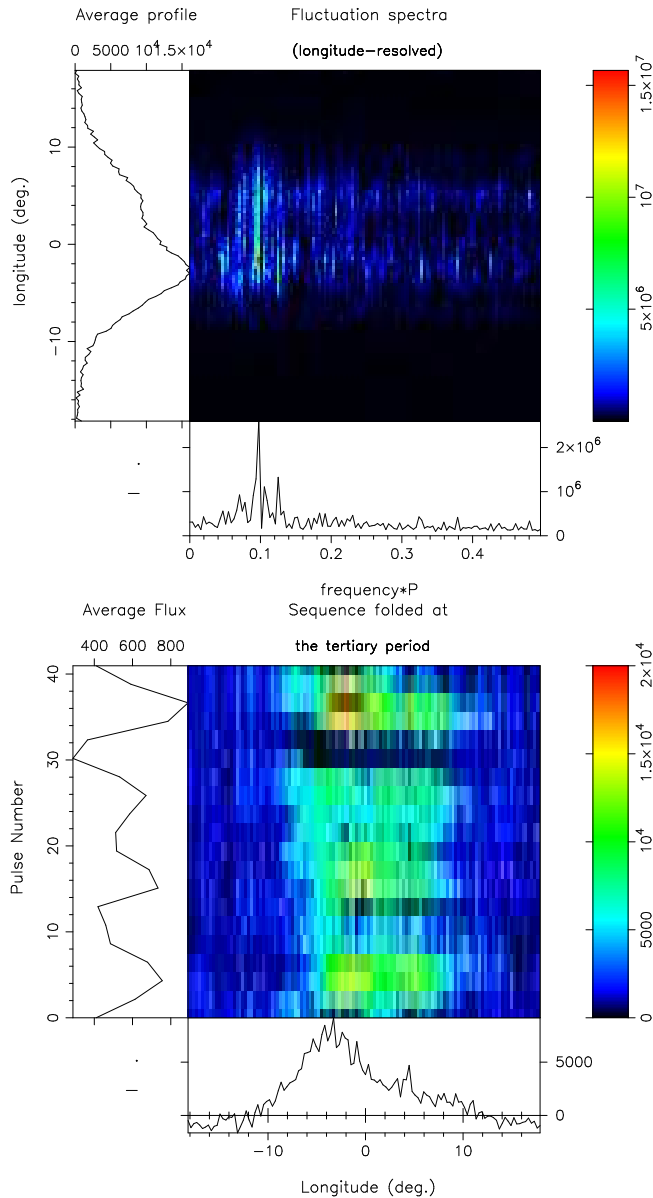 Average profile Fluctuation spectra
0 5000 10⁴ 1.5×10⁴ (longitude−resolved)
longitude (deg.)
10
0
−10
1.5×10⁷
10⁷
5×10⁶
2×10⁶
10⁶
0
0 0.1 0.2 0.3 0.4
frequency*P
Average Flux Sequence folded at
400 600 800 the tertiary period
Pulse Number
40
30
20
10
0
2×10⁴
1.5×10⁴
10⁴
5000
0
5000
0
−10 0 10
Longitude (deg.)